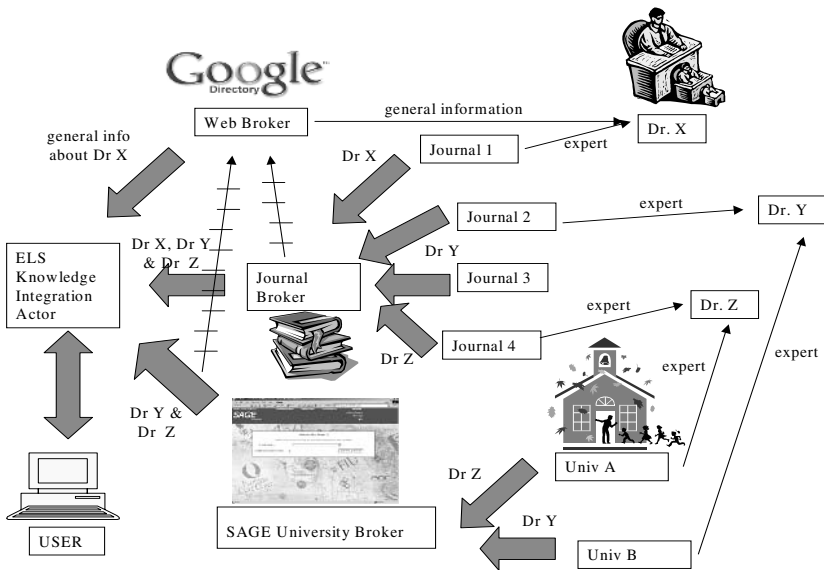 Google
Directory
Web Broker
general information
Dr. X
general info
about Dr X
Dr X
Journal 1
expert
Journal 2
expert
Dr. Y
Dr X, Dr Y
& Dr Z
Dr Y
ELS
Knowledge
Integration
Actor
Journal
Broker
Journal 3
expert
Dr. Z
Dr Z
Journal 4
expert
expert
Dr Y &
Dr Z
SAGE
Dr Z
Univ A
USER
SAGE University Broker
Dr Y
Univ B